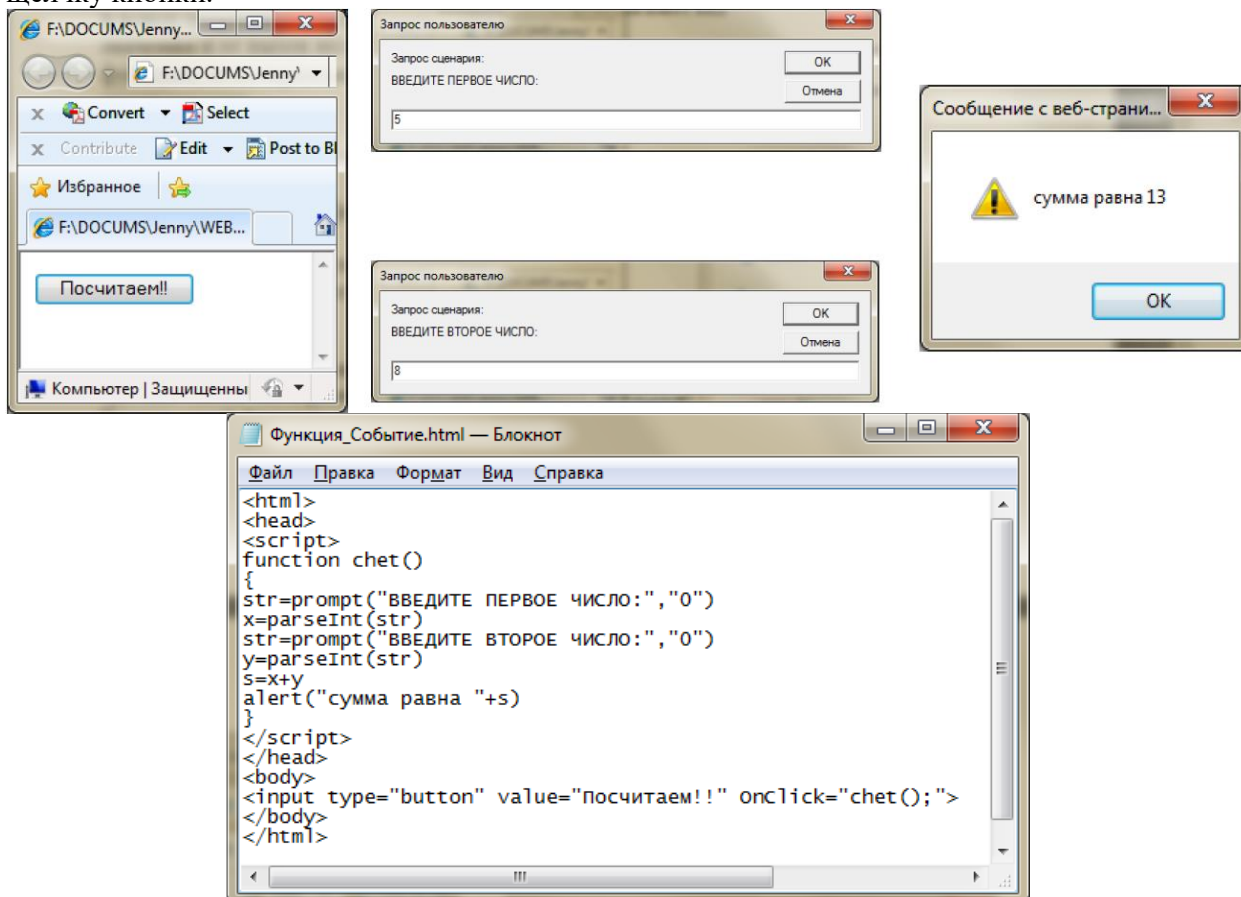 щелчку кнопки.
F:\DOCUMS\Jenny...
F:\DOCUMS\Jenny'
x Convert Select
x Contribute Edit Post to Bl
Избранное
F:\DOCUMS\Jenny\WEB...
Посчитаем!!
Компьютер | Защищенны
Запрос пользователю
Запрос сценария:
ВВЕДИТЕ ПЕРВОЕ ЧИСЛО:
OK
Отмена
5
Запрос пользователю
Запрос сценария:
ВВЕДИТЕ ВТОРОЕ ЧИСЛО:
OK
Отмена
8
Сообщение с веб-страни...
сумма равна 13
OK
Функция_Событие.html — Блокнот
Файл Правка Формат Вид Справка
<html>
<head>
<script>
function chet()
{
str=prompt("ВВЕДИТЕ ПЕРВОЕ ЧИСЛО:","0")
x=parseInt(str)
str=prompt("ВВЕДИТЕ ВТОРОЕ ЧИСЛО:","0")
y=parseInt(str)
s=x+y
alert("сумма равна "+s)
}
</script>
</head>
<body>
<input type="button" value="Посчитаем!!" OnClick="chet();">
</body>
</html>